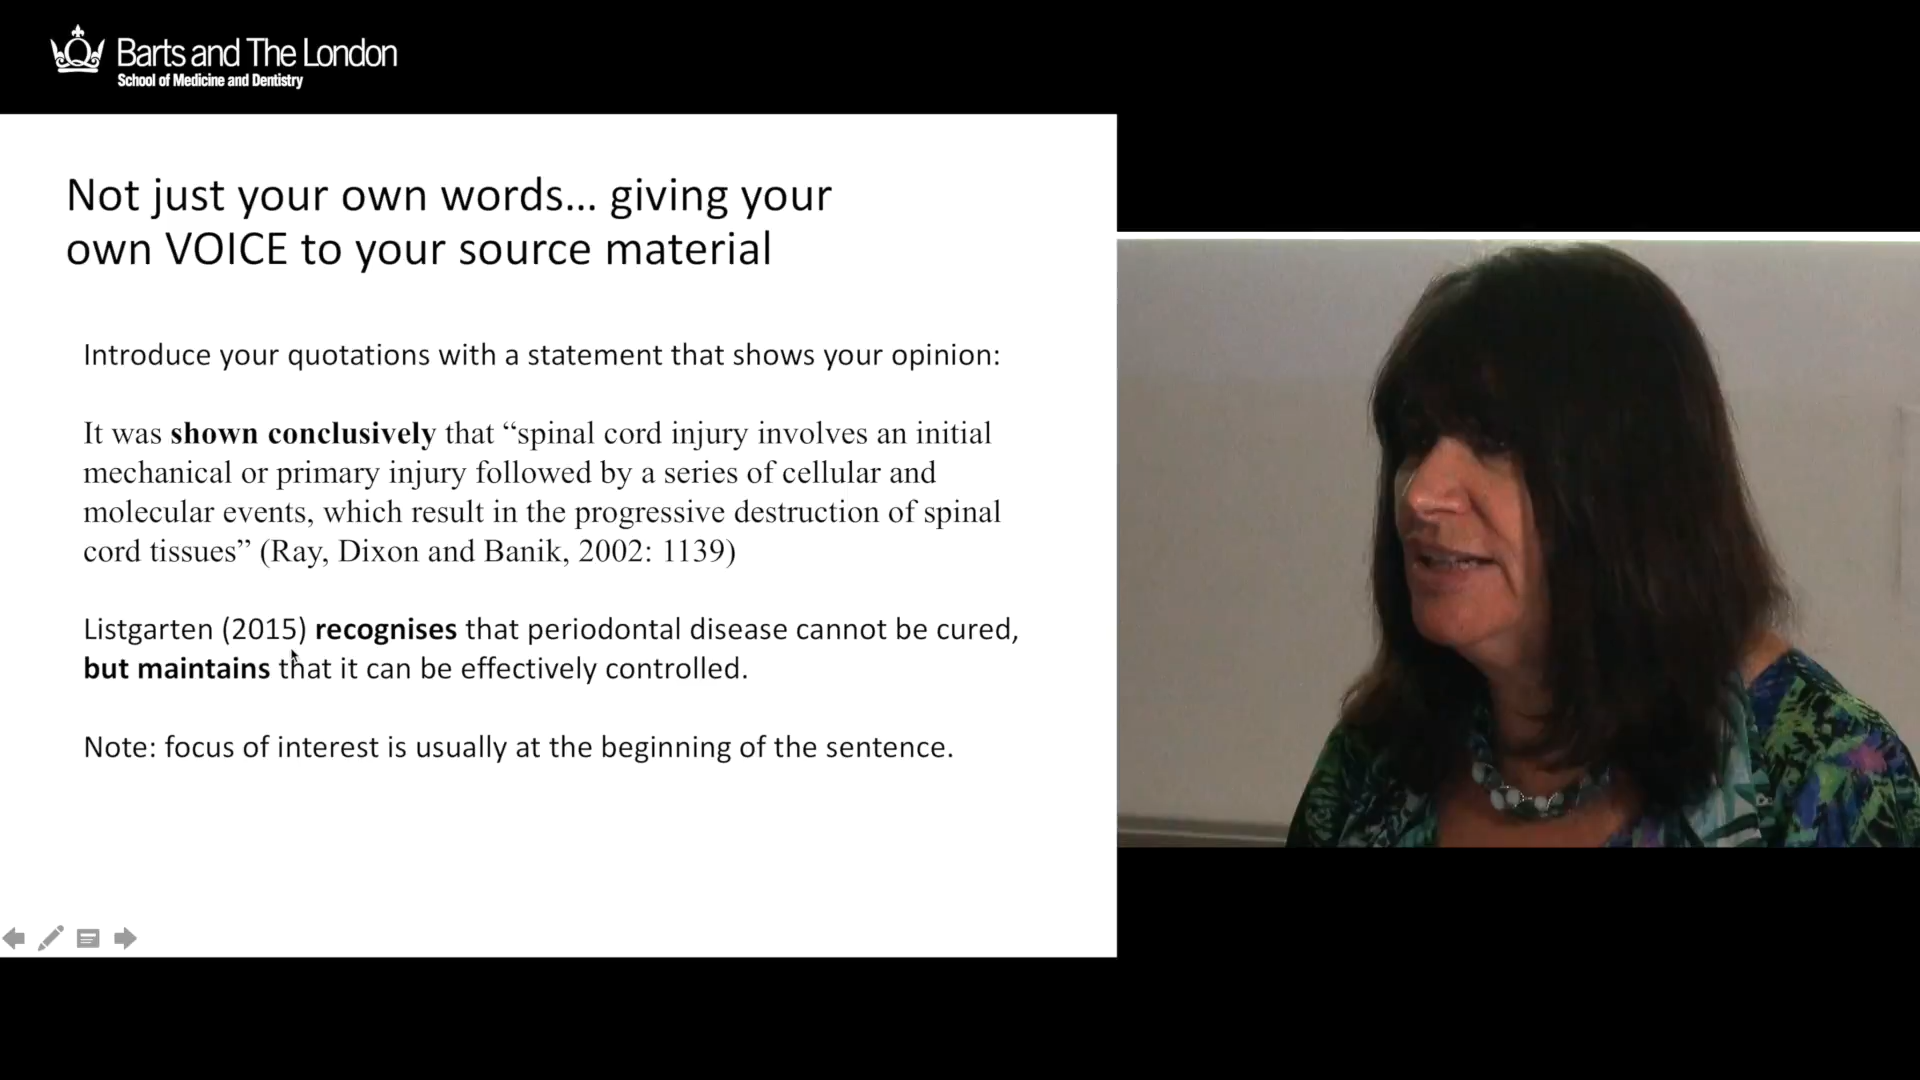 Barts and The London
School of Medicine and Dentistry
Not just your own words... giving your
own VOICE to your source material
Introduce your quotations with a statement that shows your opinion:
It was shown conclusively that “spinal cord injury involves an initial
mechanical or primary injury followed by a series of cellular and
molecular events, which result in the progressive destruction of spinal
cord tissues” (Ray, Dixon and Banik, 2002: 1139)
Listgarten (2015) recognises that periodontal disease cannot be cured,
but maintains that it can be effectively controlled.
Note: focus of interest is usually at the beginning of the sentence.